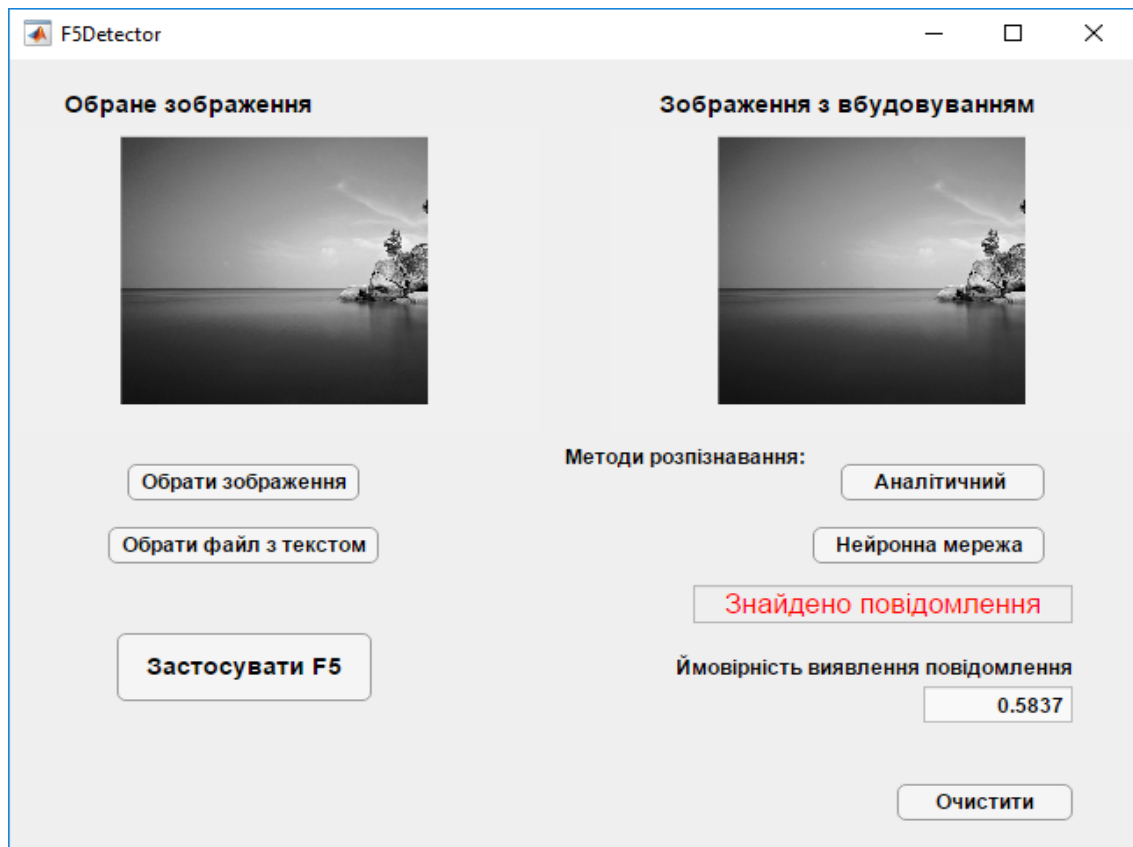 F5Detector
Обране зображення
Зображення з вбудовуванням
Обрати зображення
Обрати файл з текстом
Застосувати F5
Методи розпізнавання:
Аналітичний
Нейронна мережа
Знайдено повідомлення
Ймовірність виявлення повідомлення
0.5837
Очистити